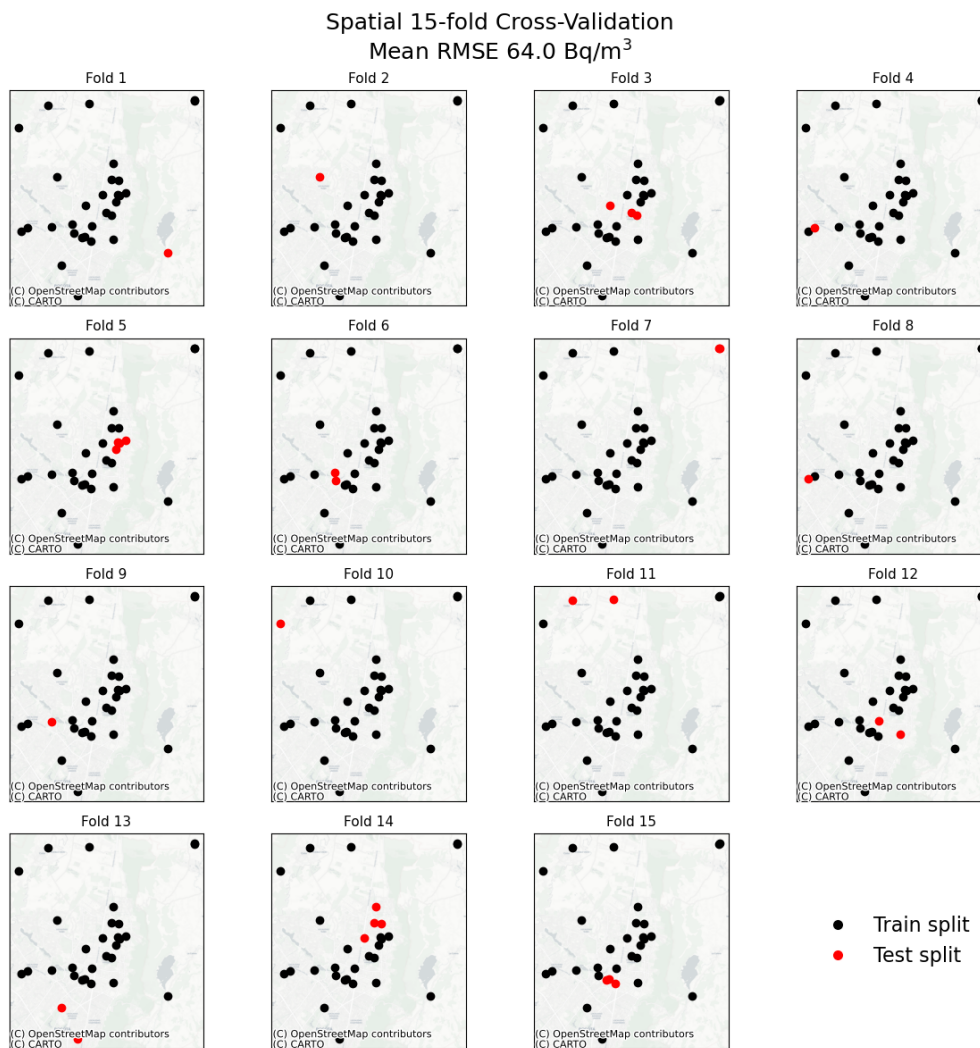 Spatial 15-fold Cross-Validation
Mean RMSE 64.0 Bq/m³
Fold 1
Fold 2
Fold 3
Fold 4
(C) OpenStreetMap contributors
(C) CARTO
(C) OpenStreetMap contributors
(C) CARTO
(C) OpenStreetMap contributors
(C) CARTO
(C) OpenStreetMap contributors
(C) CARTO
Fold 5
Fold 6
Fold 7
Fold 8
(C) OpenStreetMap contributors
(C) CARTO
(C) OpenStreetMap contributors
(C) CARTO
(C) OpenStreetMap contributors
(C) CARTO
(C) OpenStreetMap contributors
(C) CARTO
Fold 9
Fold 10
Fold 11
Fold 12
(C) OpenStreetMap contributors
(C) CARTO
(C) OpenStreetMap contributors
(C) CARTO
(C) OpenStreetMap contributors
(C) CARTO
(C) OpenStreetMap contributors
(C) CARTO
Fold 13
Fold 14
Fold 15
Train split
Test split
(C) OpenStreetMap contributors
(C) CARTO
(C) OpenStreetMap contributors
(C) CARTO
(C) OpenStreetMap contributors
(C) CARTO